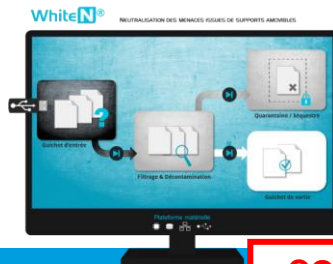 WhiteN® NEUTRALISATION DES MENACES ISSUES DE SUPPORTS AMOVIBLES
Quarantaine / Séquestre
Guichet d'entrée
Filtrage & Décontamination
Guichet de sortie
Plateforme matérielle